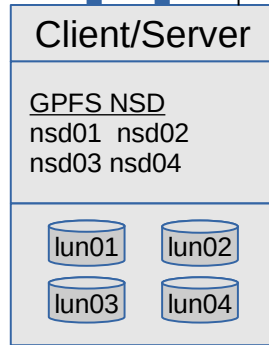 Client/Server
GPFS NSD
nsd01 nsd02
nsd03 nsd04
lun01 lun02
lun03 lun04